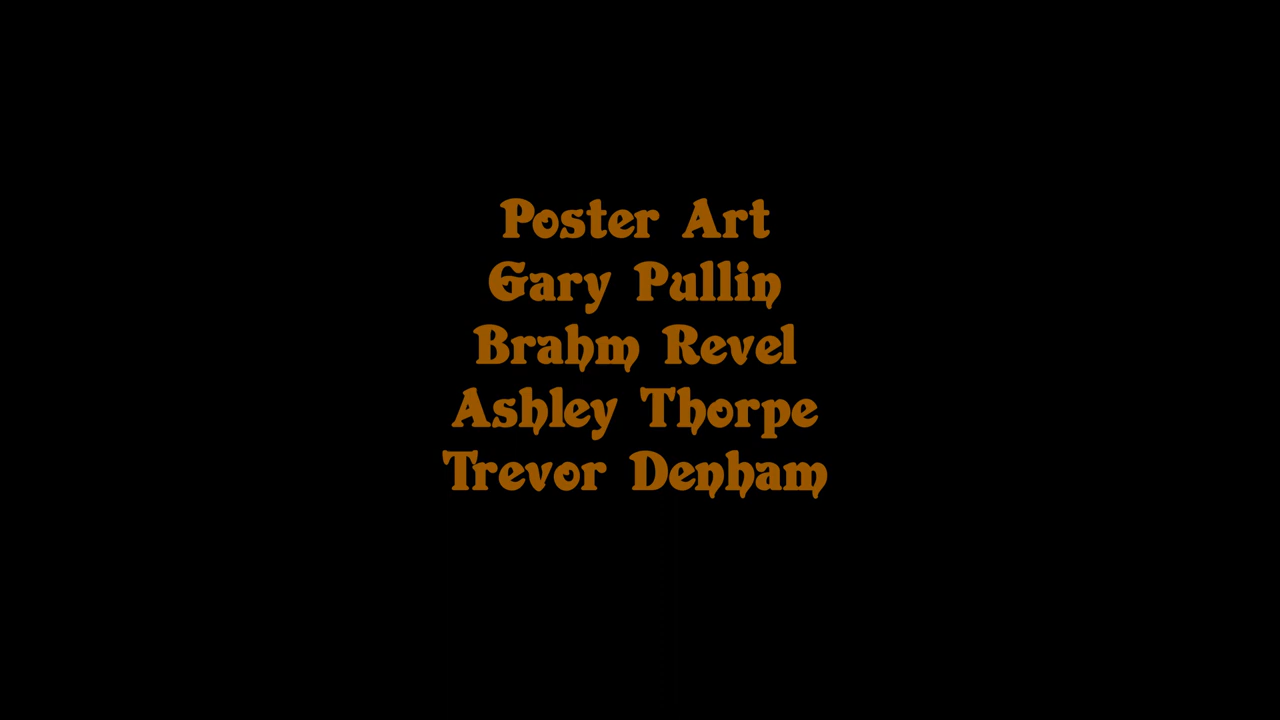 Poster Art
Gary Pullin
Brahm Revel
Ashley Thorpe
Trevor Denham